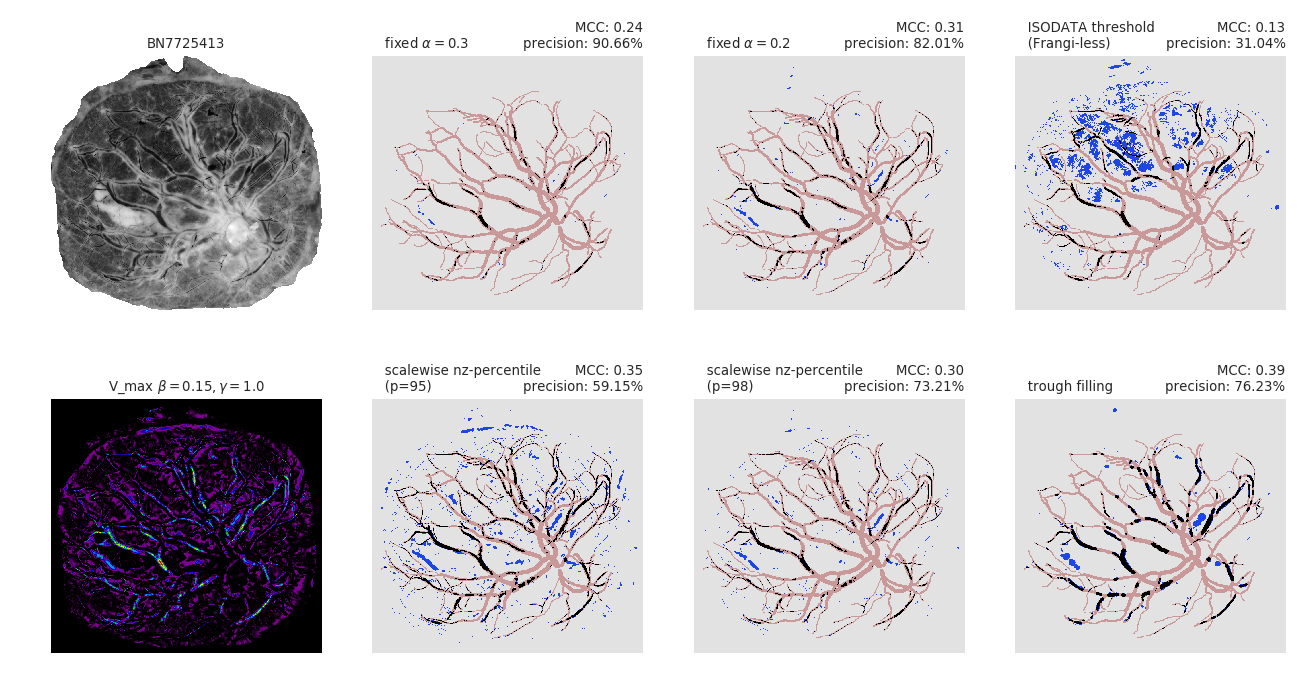 BN7725413
MCC: 0.24
fixed α = 0.3 precision: 90.66%
MCC: 0.31
fixed α = 0.2 precision: 82.01%
ISODATA threshold MCC: 0.13
(Frangi-less) precision: 31.04%
V_max β = 0.15, γ = 1.0
scalewise nz-percentile MCC: 0.35
(p=95) precision: 59.15%
scalewise nz-percentile MCC: 0.30
(p=98) precision: 73.21%
MCC: 0.39
trough filling precision: 76.23%